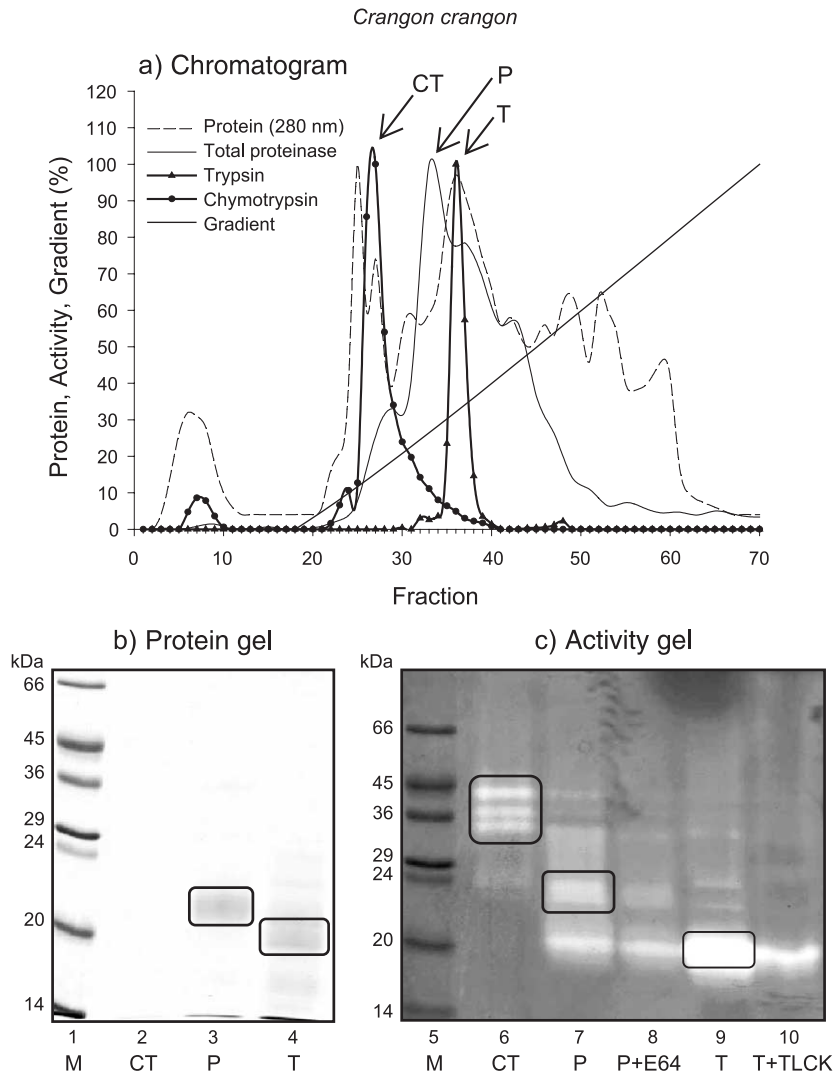 Crangon crangon
a) Chromatogram
CT
P
T
120
110
100
90
80
70
60
50
40
30
20
10
0
Protein, Activity, Gradient (%)
Protein (280 nm)
Total proteinase
Trypsin
Chymotrypsin
Gradient
0 10 20 30 40 50 60 70
Fraction
b) Protein gel
kDa
66
45
36
29
24
20
14
1 2 3 4
M CT P T
c) Activity gel
kDa
66
45
36
29
24
20
14
5 6 7 8 9 10
M CT P P+E64 T T+TLCK